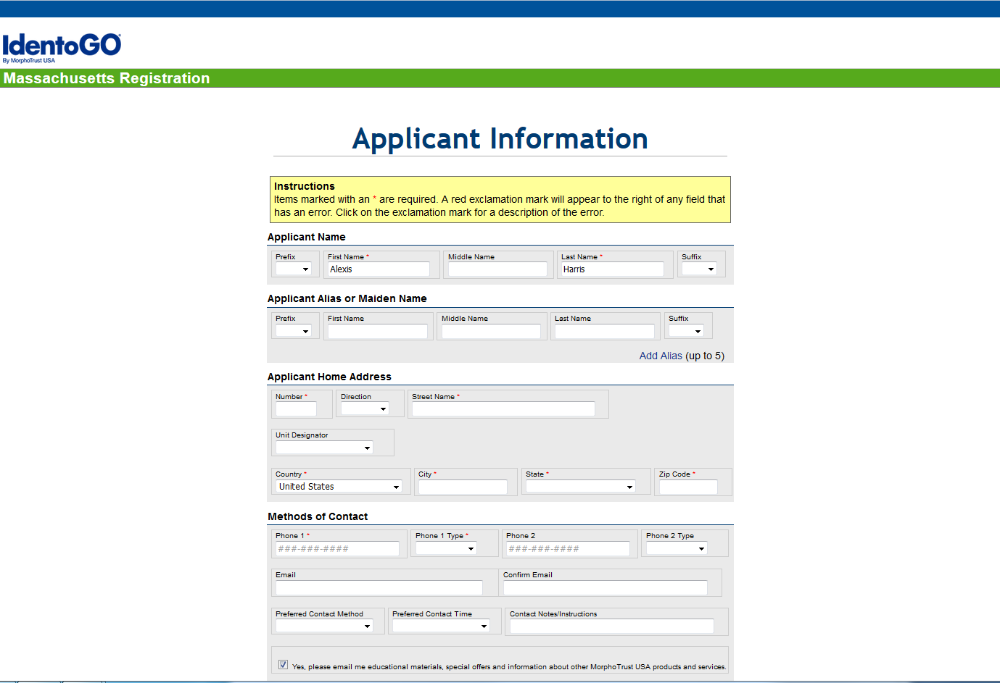 IdentoGO
By MorphoTrust USA
Massachusetts Registration
Applicant Information
Instructions
Items marked with an * are required. A red exclamation mark will appear to the right of any field that
has an error. Click on the exclamation mark for a description of the error.
Applicant Name
Prefix First Name * Middle Name Last Name * Suffix
Alexis Harris
Applicant Alias or Maiden Name
Prefix First Name Middle Name Last Name Suffix
Add Alias (up to 5)
Applicant Home Address
Number * Direction Street Name *
Unit Designator
Country * City * State * Zip Code *
United States
Methods of Contact
Phone 1 * Phone 1 Type * Phone 2 Phone 2 Type
###-###-#### ###-###-####
Email Confirm Email
Preferred Contact Method Preferred Contact Time Contact Notes/Instructions
Yes, please email me educational materials, special offers and information about other MorphoTrust USA products and services.